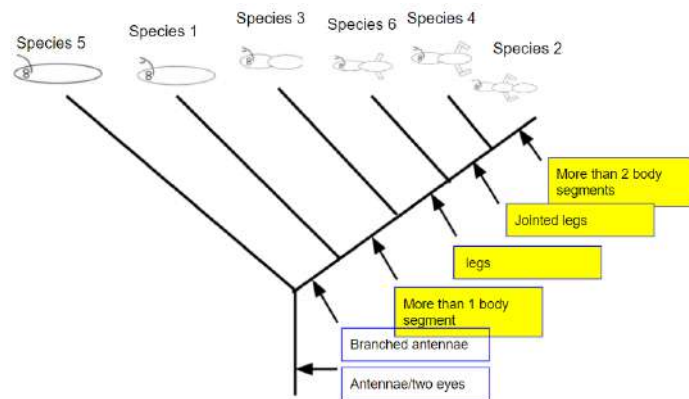 Species 5
Species 1
Species 3
Species 6
Species 4
Species 2
More than 2 body
segments
Jointed legs
legs
More than 1 body
segment
Branched antennae
Antennae/two eyes